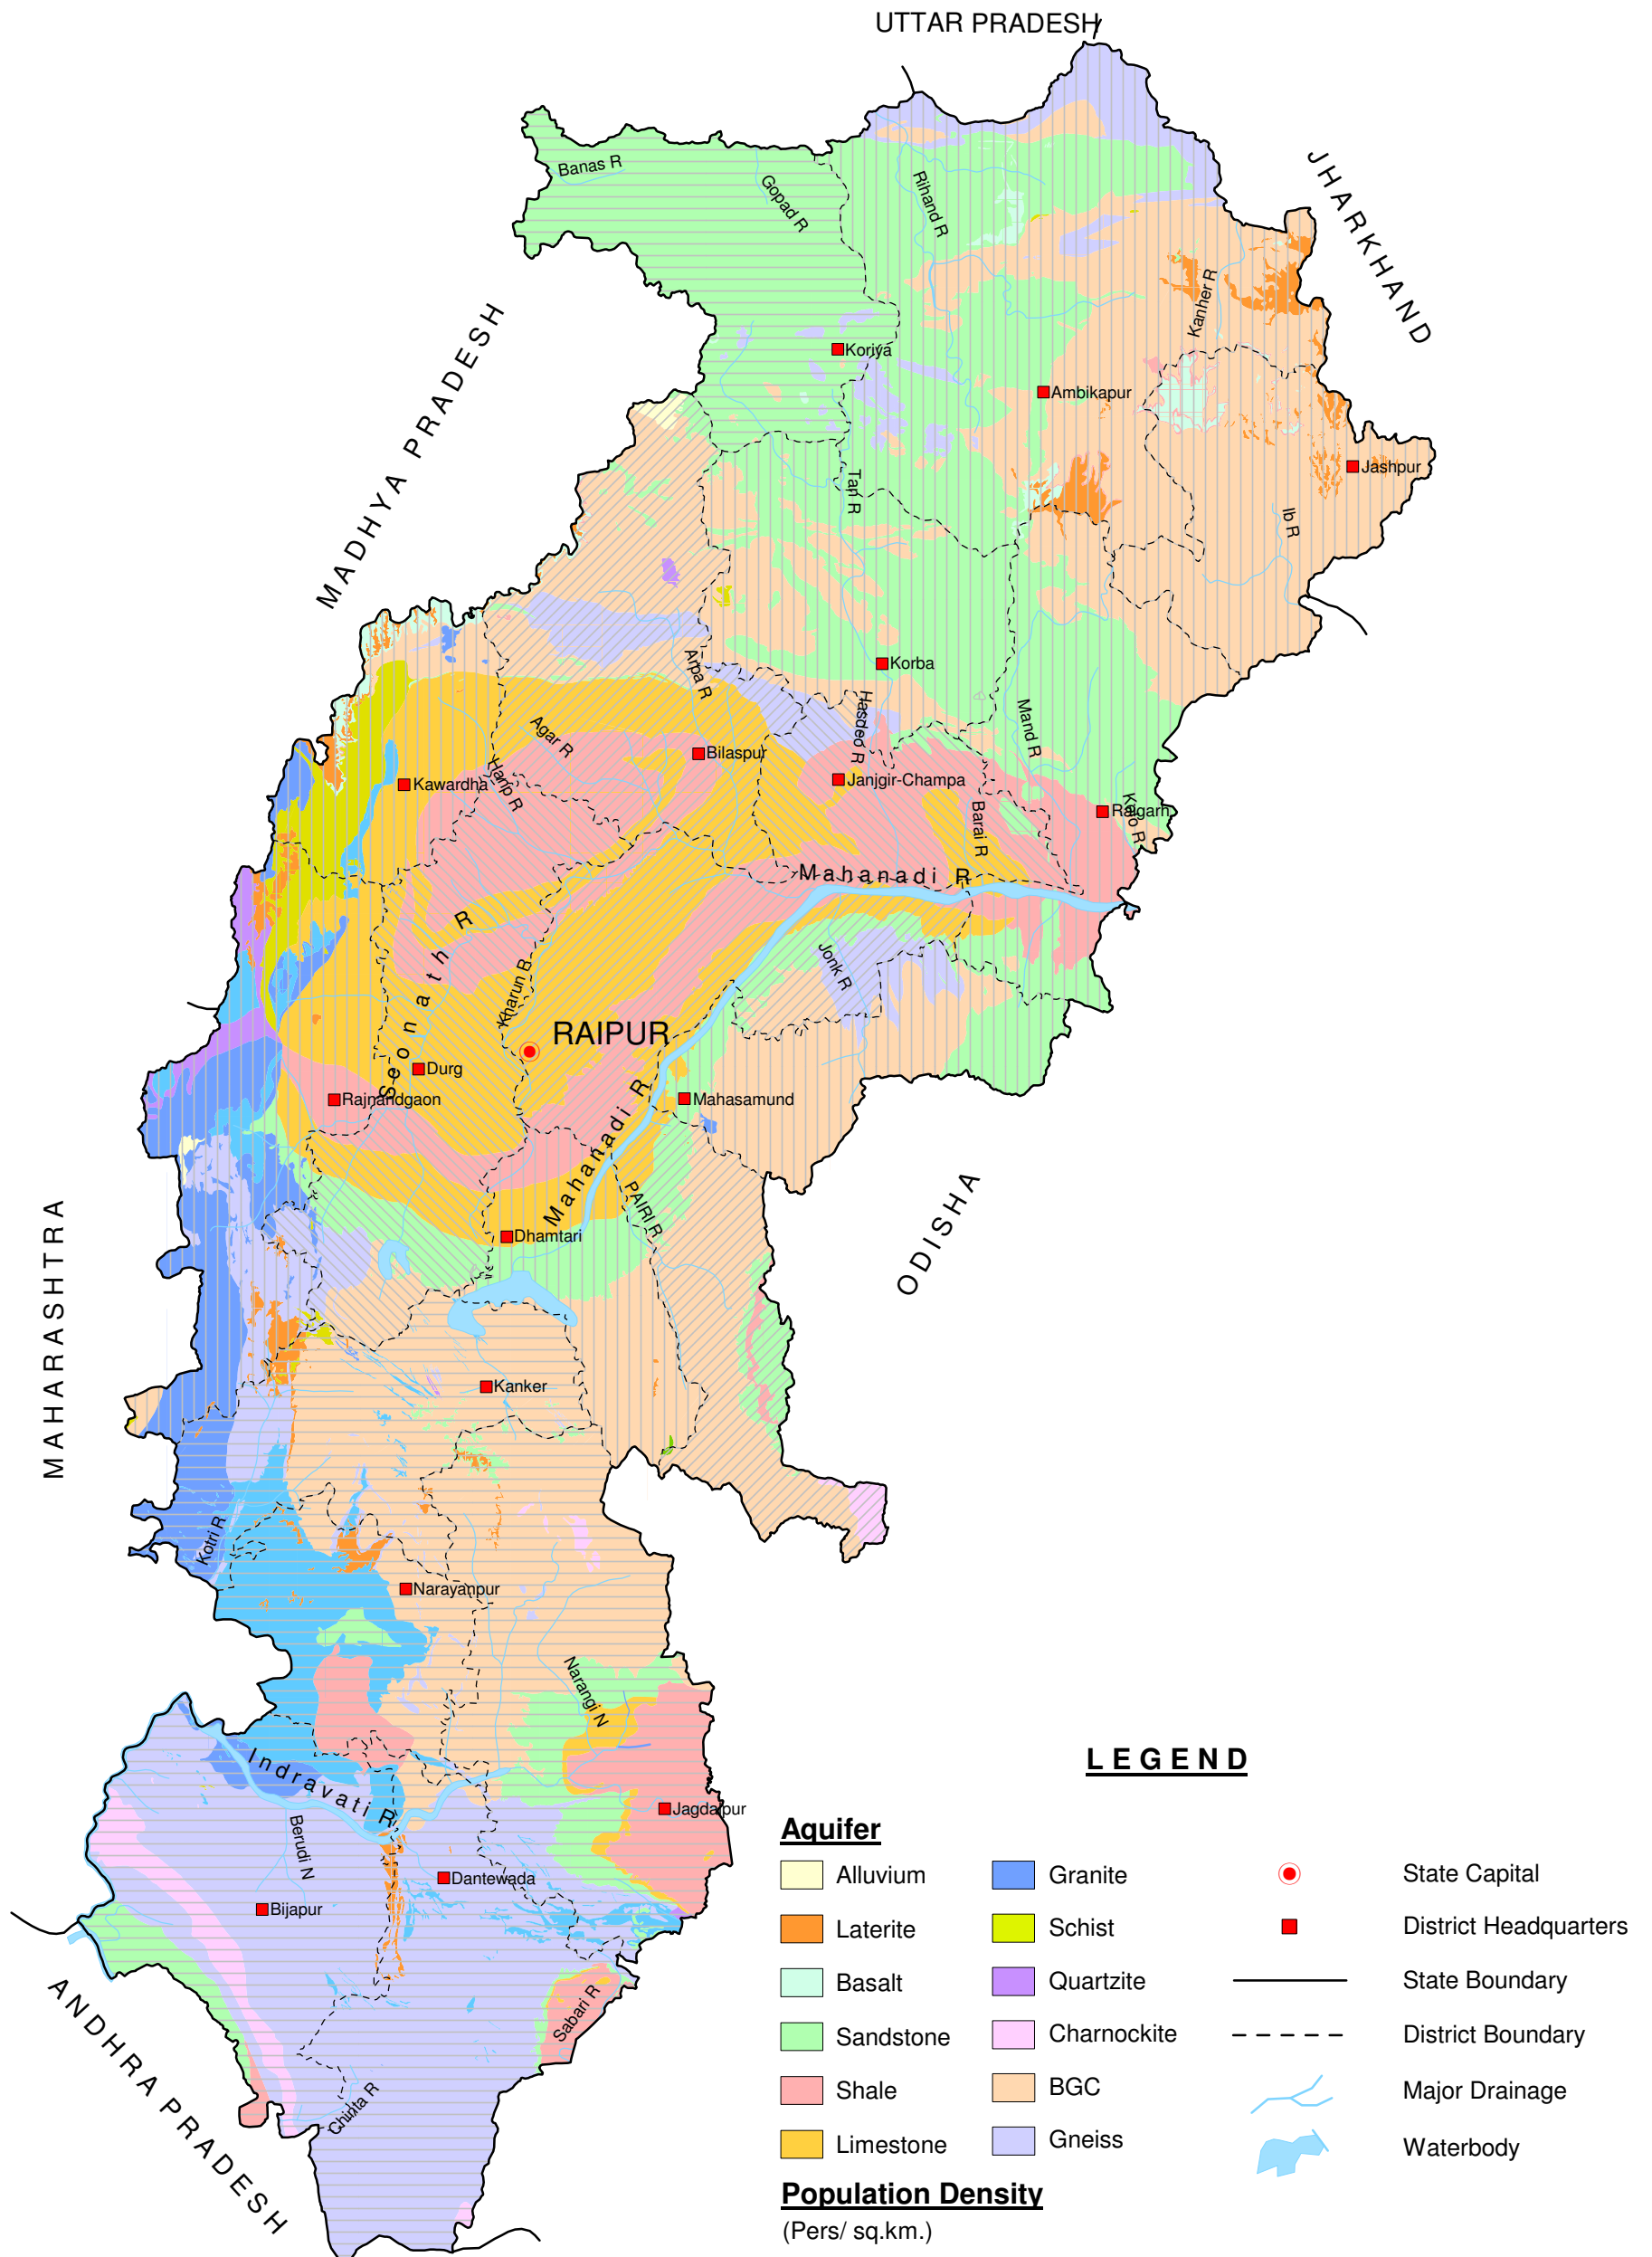 UTTAR PRADESH
JHARKHAND
MADHYA PRADESH
MAHARASHTRA
ODISHA
ANDHRA PRADESH
Banas R
Gopad R
Rihand R
Kanher R
Koriya
Ambikapur
Jashpur
Tan R
Ib R
Korba
Arpa R
Hasdeo R
Mand R
Agar R
Bilaspur
Kawardha
Hanp R
Janjgir-Champa
Barai R
Raigarh
Kelo R
Mahanadi R
Seonath R
Kharun R
Jonk R
RAIPUR
Durg
Rajnandgaon
Mahasamund
Mahanadi R
PAIRI R
Dhamtari
Kanker
Kotri R
Narayanpur
Narangi N
Indravati R
Berudi N
Jagdalpur
Dantewada
Bijapur
Sabari R
Chinta R
LEGEND
Aquifer
Alluvium
Laterite
Basalt
Sandstone
Shale
Limestone
Granite
Schist
Quartzite
Charnockite
BGC
Gneiss
State Capital
District Headquarters
State Boundary
District Boundary
Major Drainage
Waterbody
Population Density
(Pers/ sq.km.)